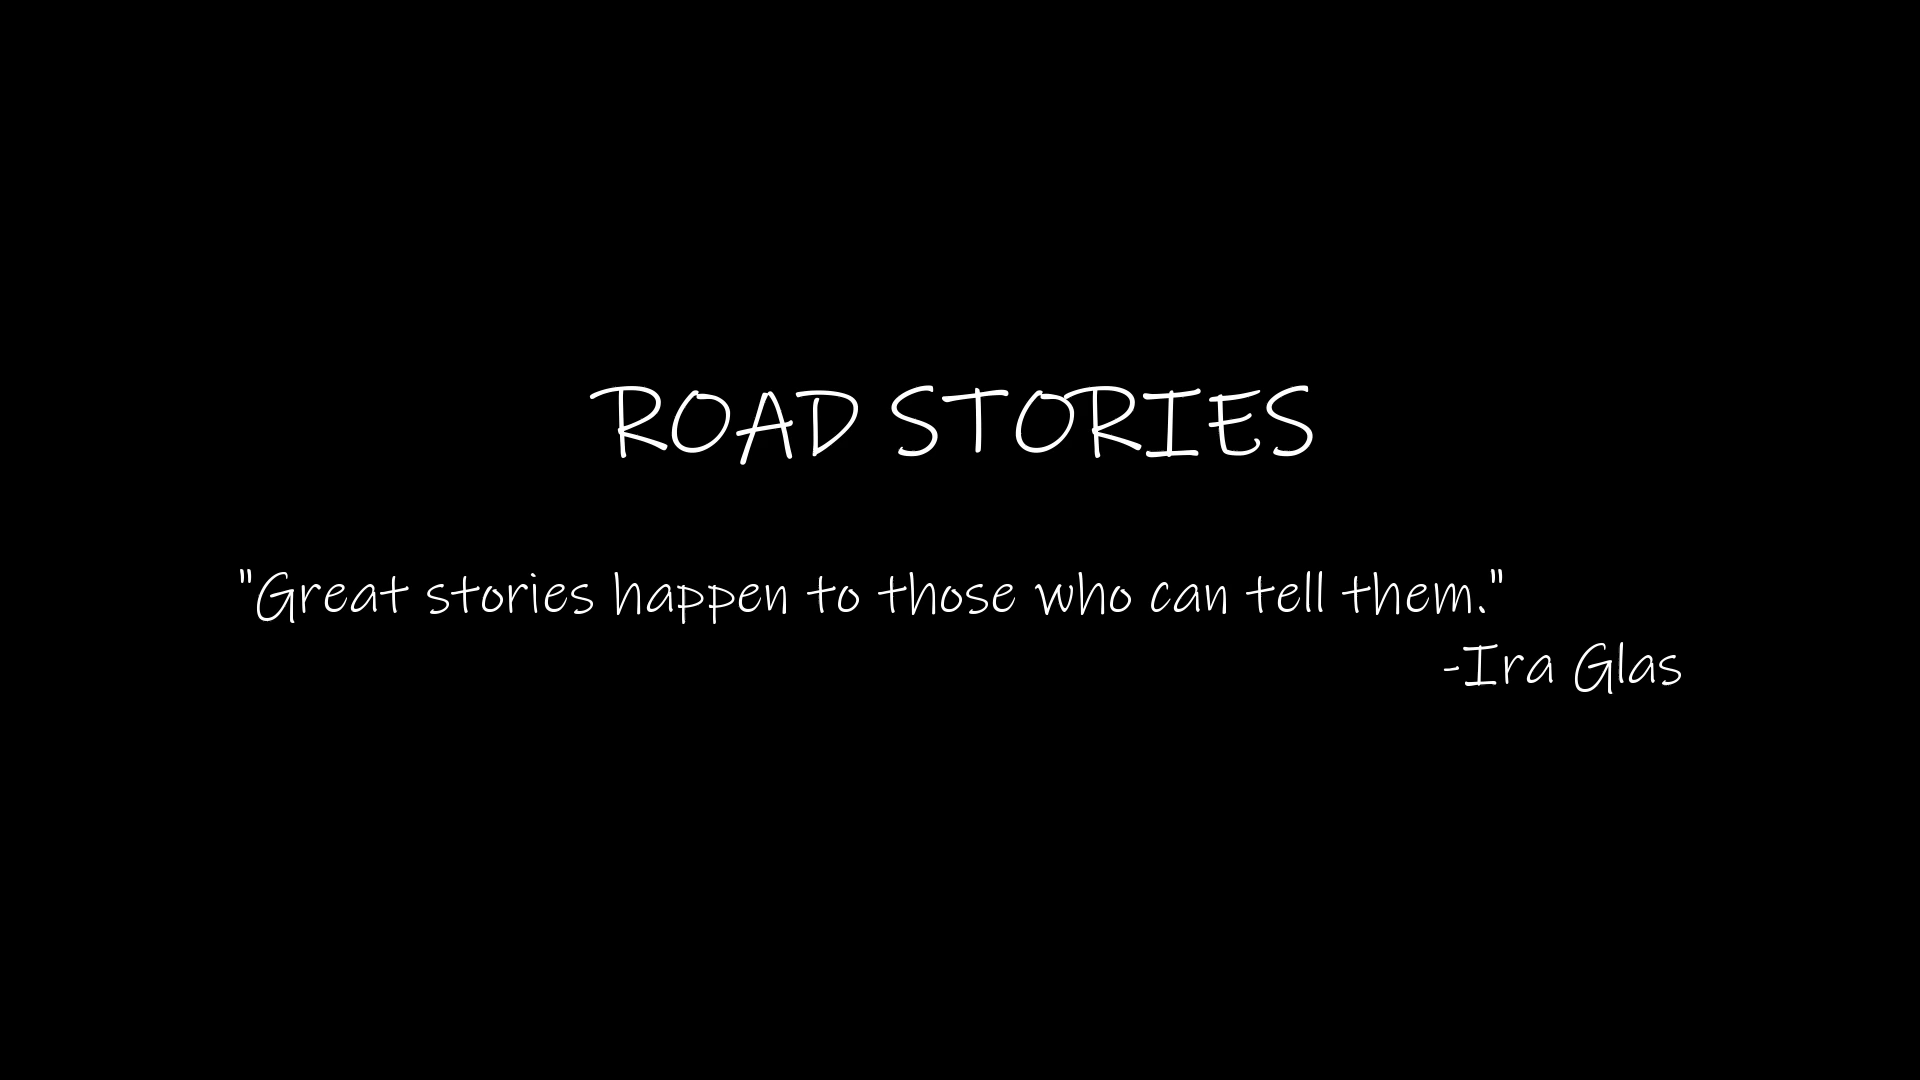 ROAD STORIES
"Great stories happen to those who can tell them."
-Ira Glas